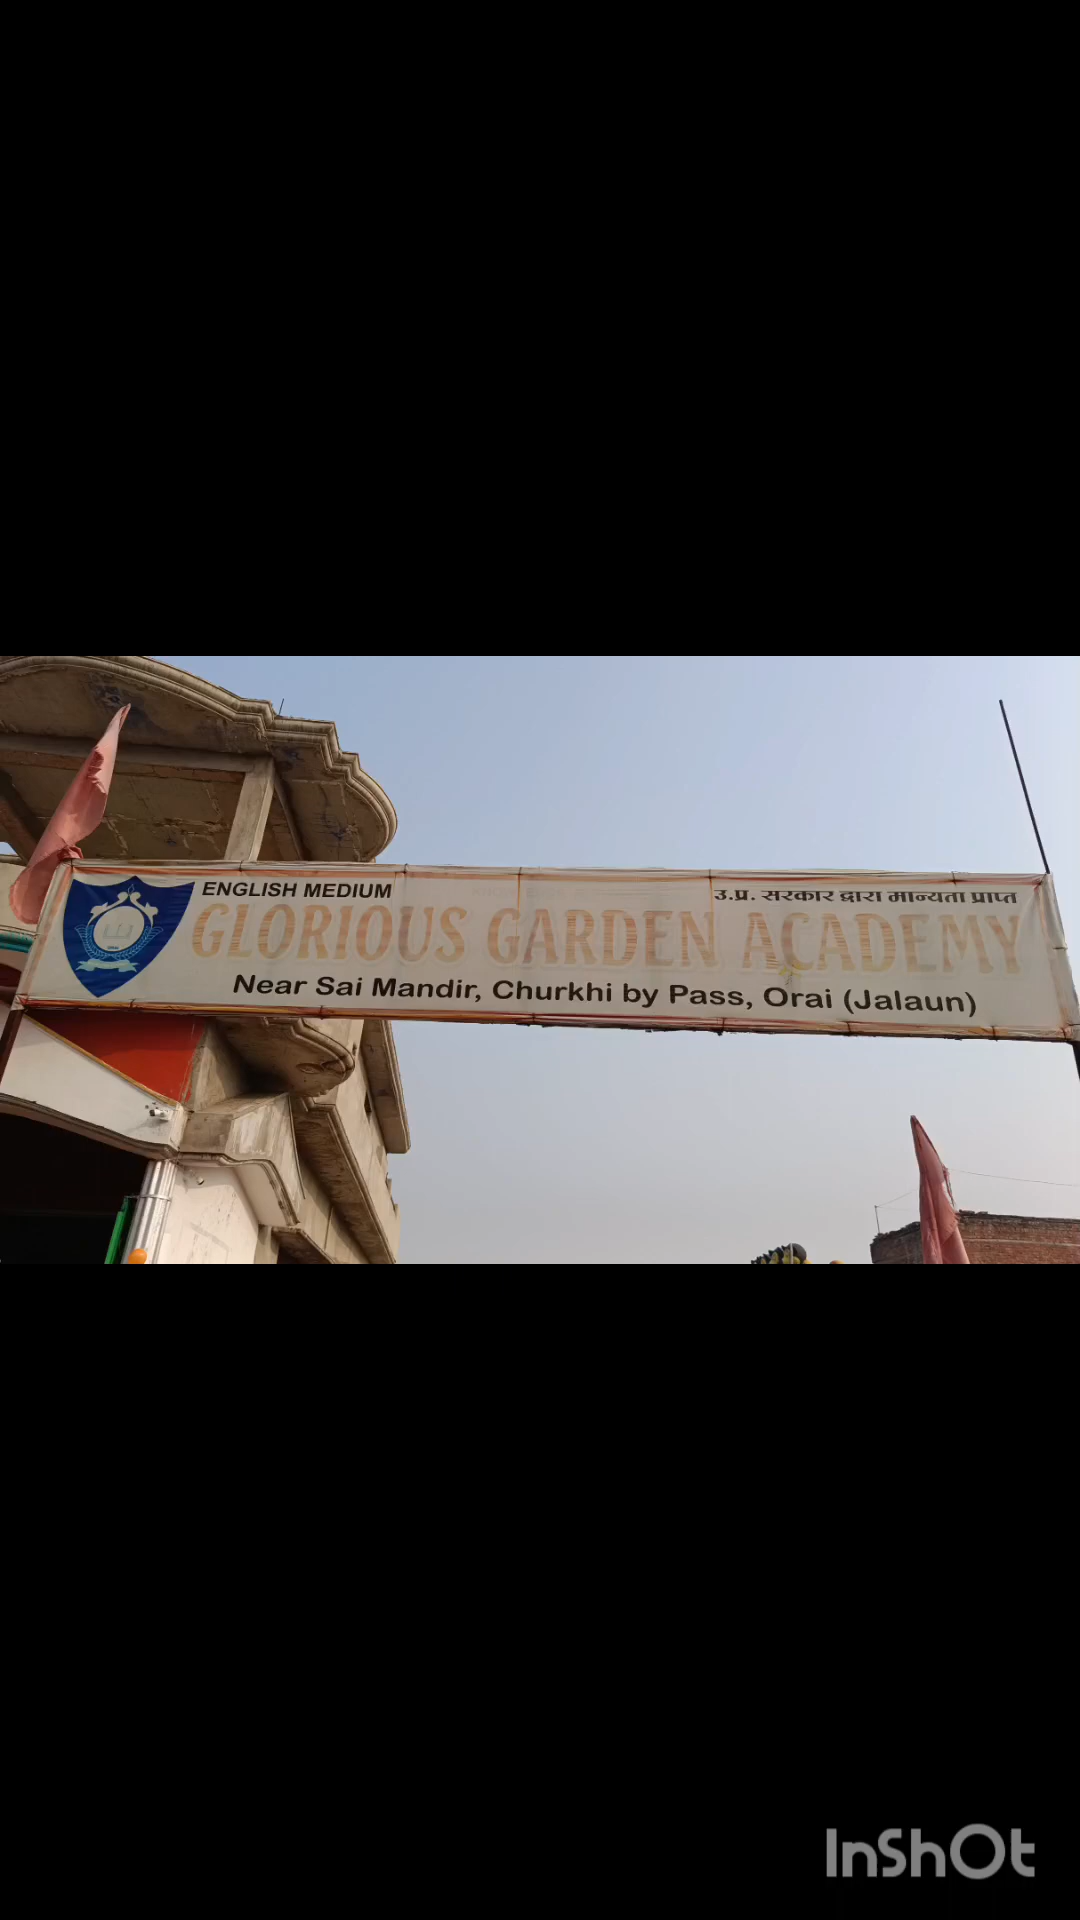 ENGLISH MEDIUM
उ.प्र. सरकार द्वारा मान्यता प्राप्त
GLORIOUS GARDEN ACADEMY
Near Sai Mandir, Churkhi by Pass, Orai (Jalaun)
InShOt